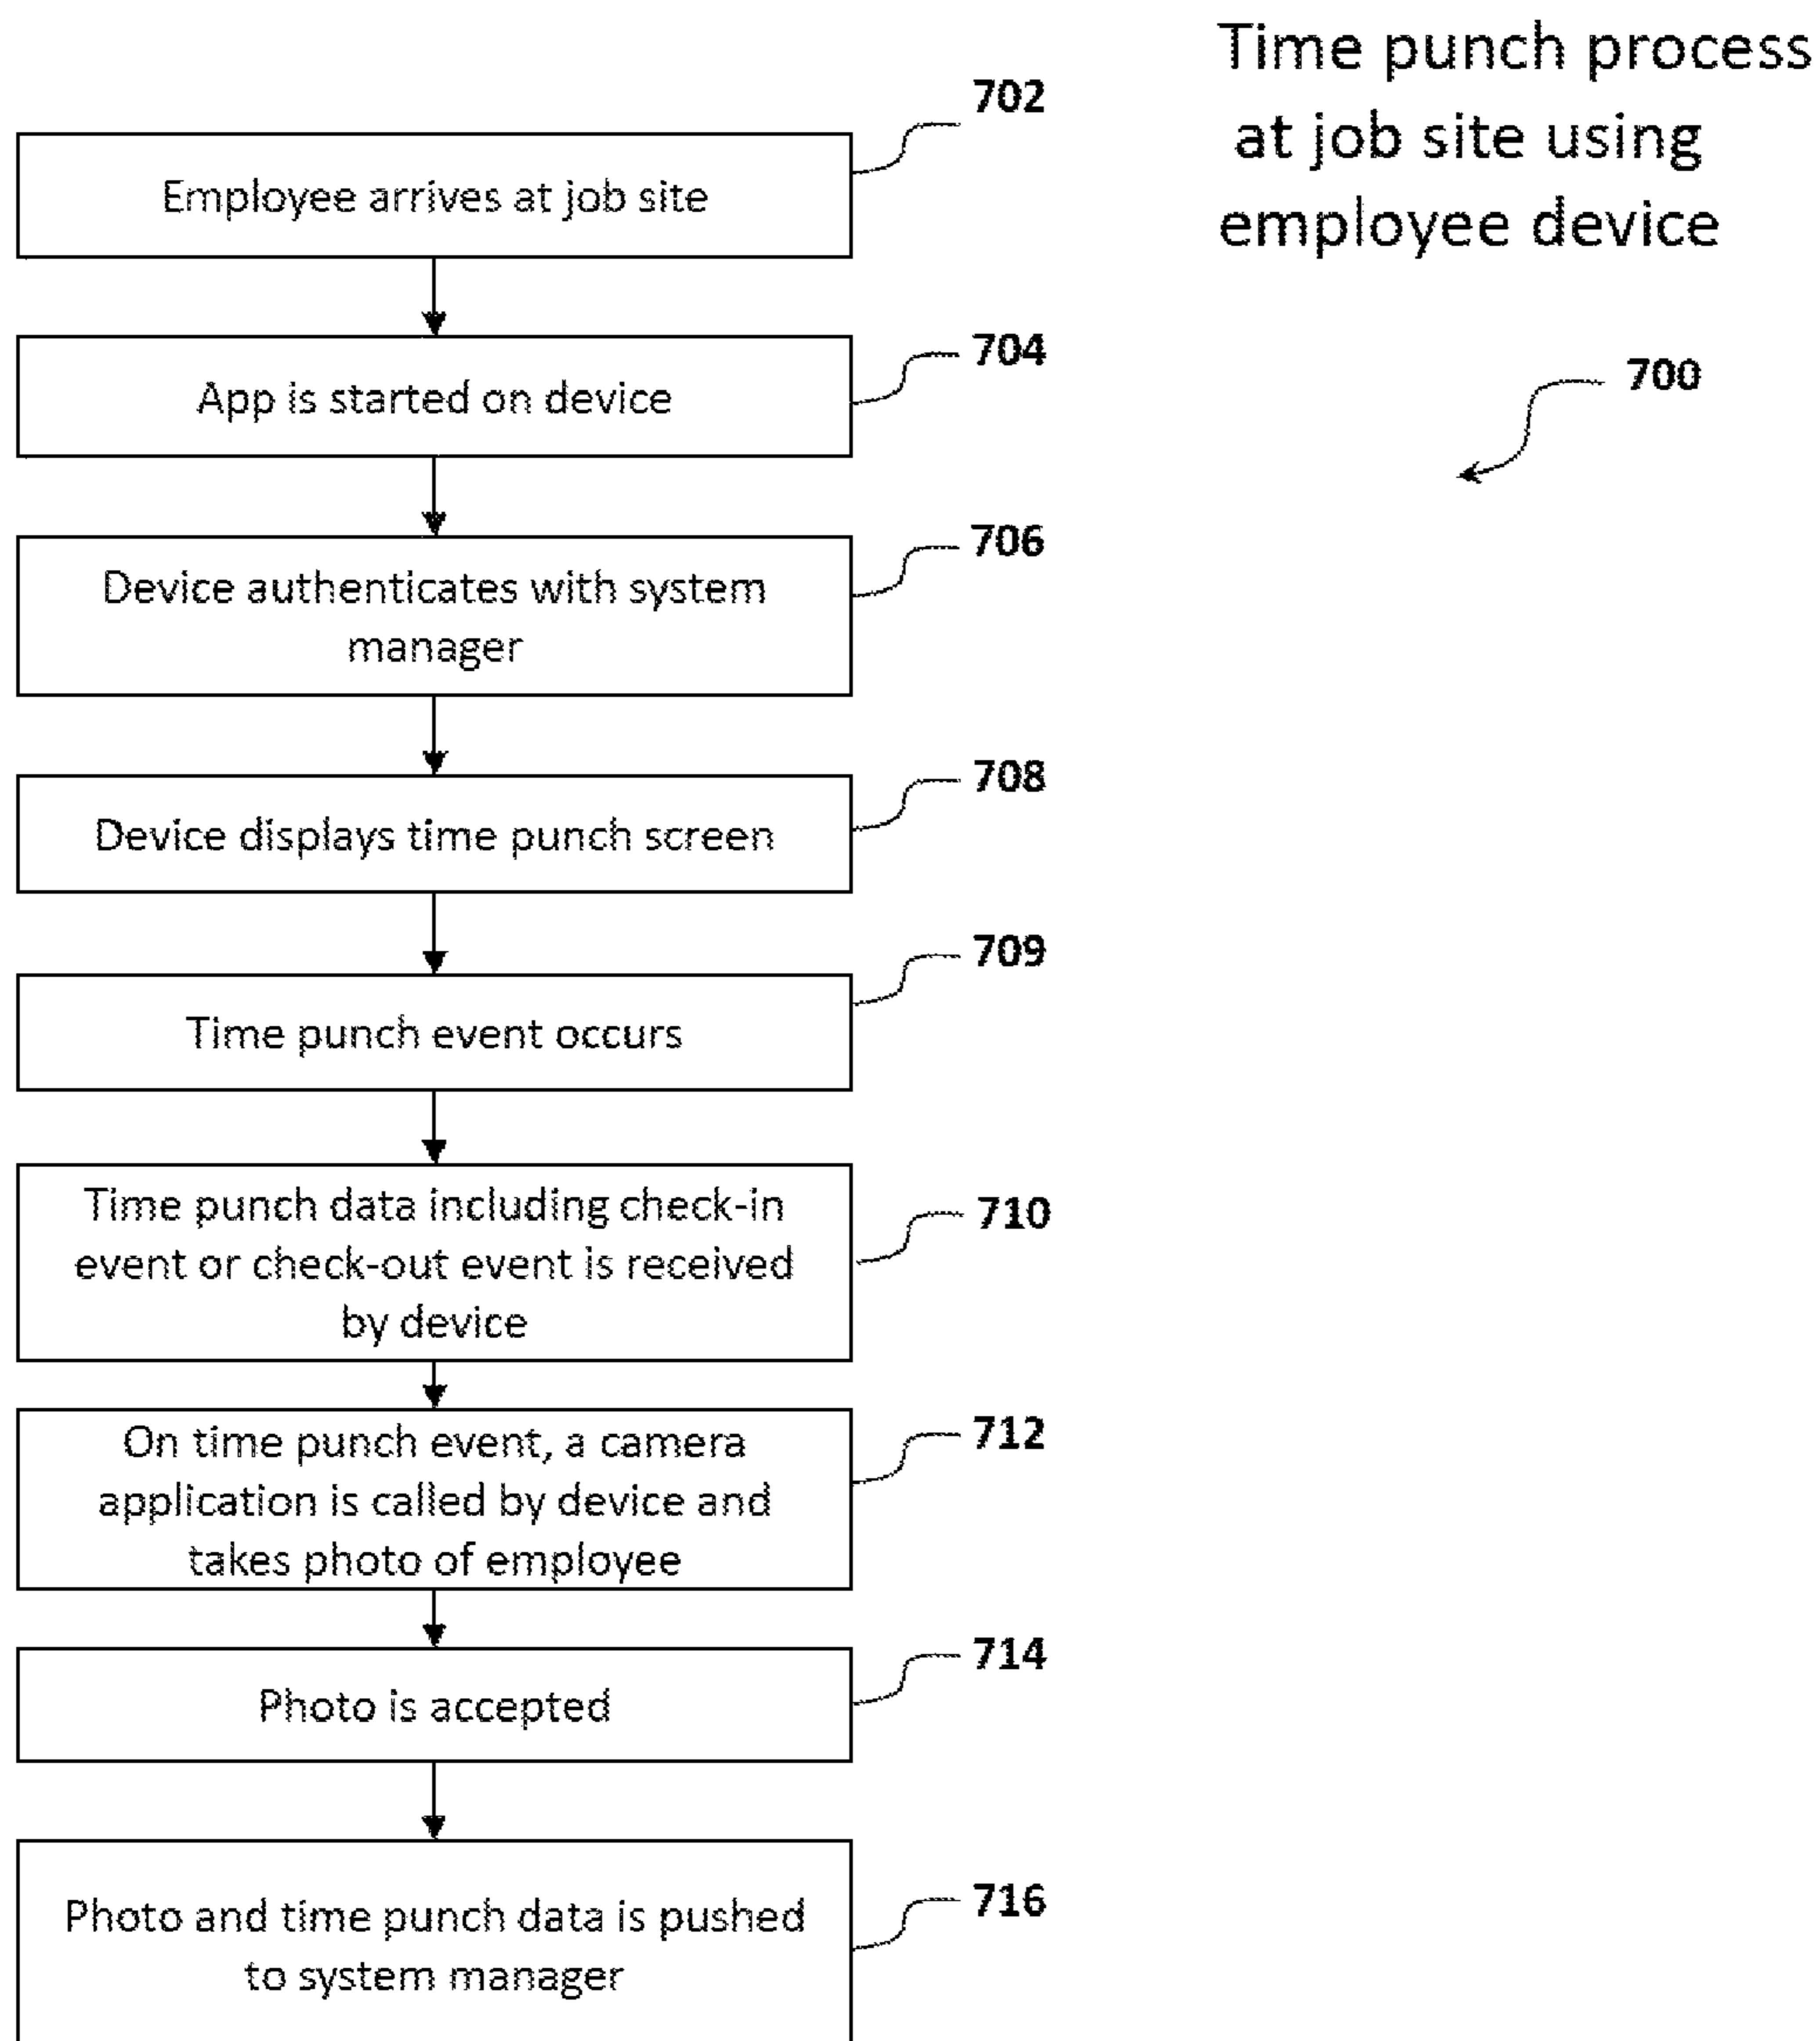 Time punch process
at job site using
employee device
700
702
Employee arrives at job site
704
App is started on device
706
Device authenticates with system
manager
708
Device displays time punch screen
709
Time punch event occurs
710
Time punch data including check-in
event or check-out event is received
by device
712
On time punch event, a camera
application is called by device and
takes photo of employee
714
Photo is accepted
716
Photo and time punch data is pushed
to system manager